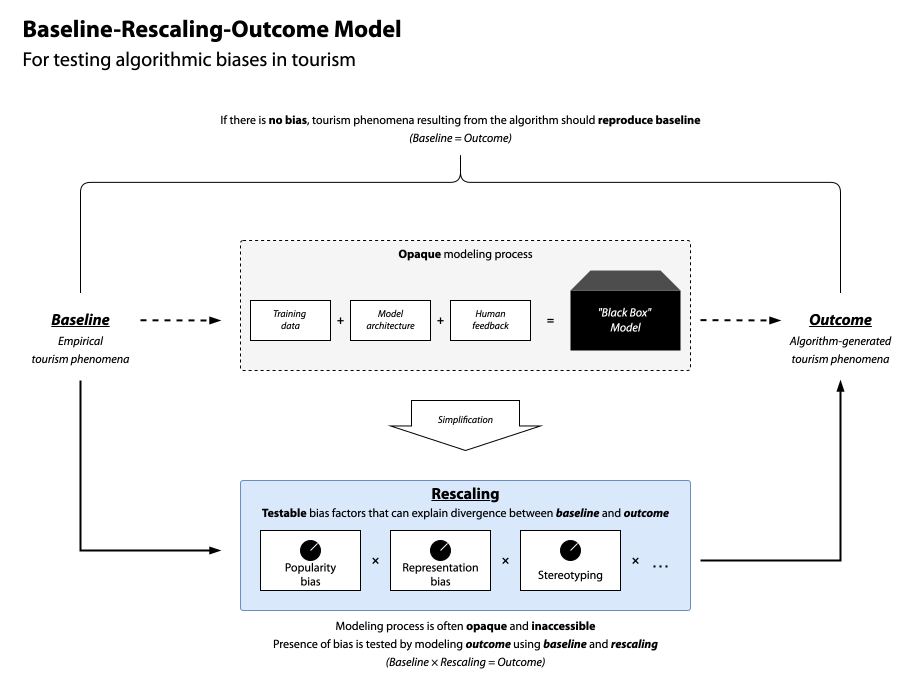 Baseline-Rescaling-Outcome Model
For testing algorithmic biases in tourism
If there is no bias, tourism phenomena resulting from the algorithm should reproduce baseline
(Baseline = Outcome)
Opaque modeling process
Training
data
+
Model
architecture
+
Human
feedback
=
"Black Box"
Model
Baseline
Empirical
tourism phenomena
Outcome
Algorithm-generated
tourism phenomena
Simplification
Rescaling
Testable bias factors that can explain divergence between baseline and outcome
Popularity
bias
×
Representation
bias
×
Stereotyping
× ...
Modeling process is often opaque and inaccessible
Presence of bias is tested by modeling outcome using baseline and rescaling
(Baseline × Rescaling = Outcome)